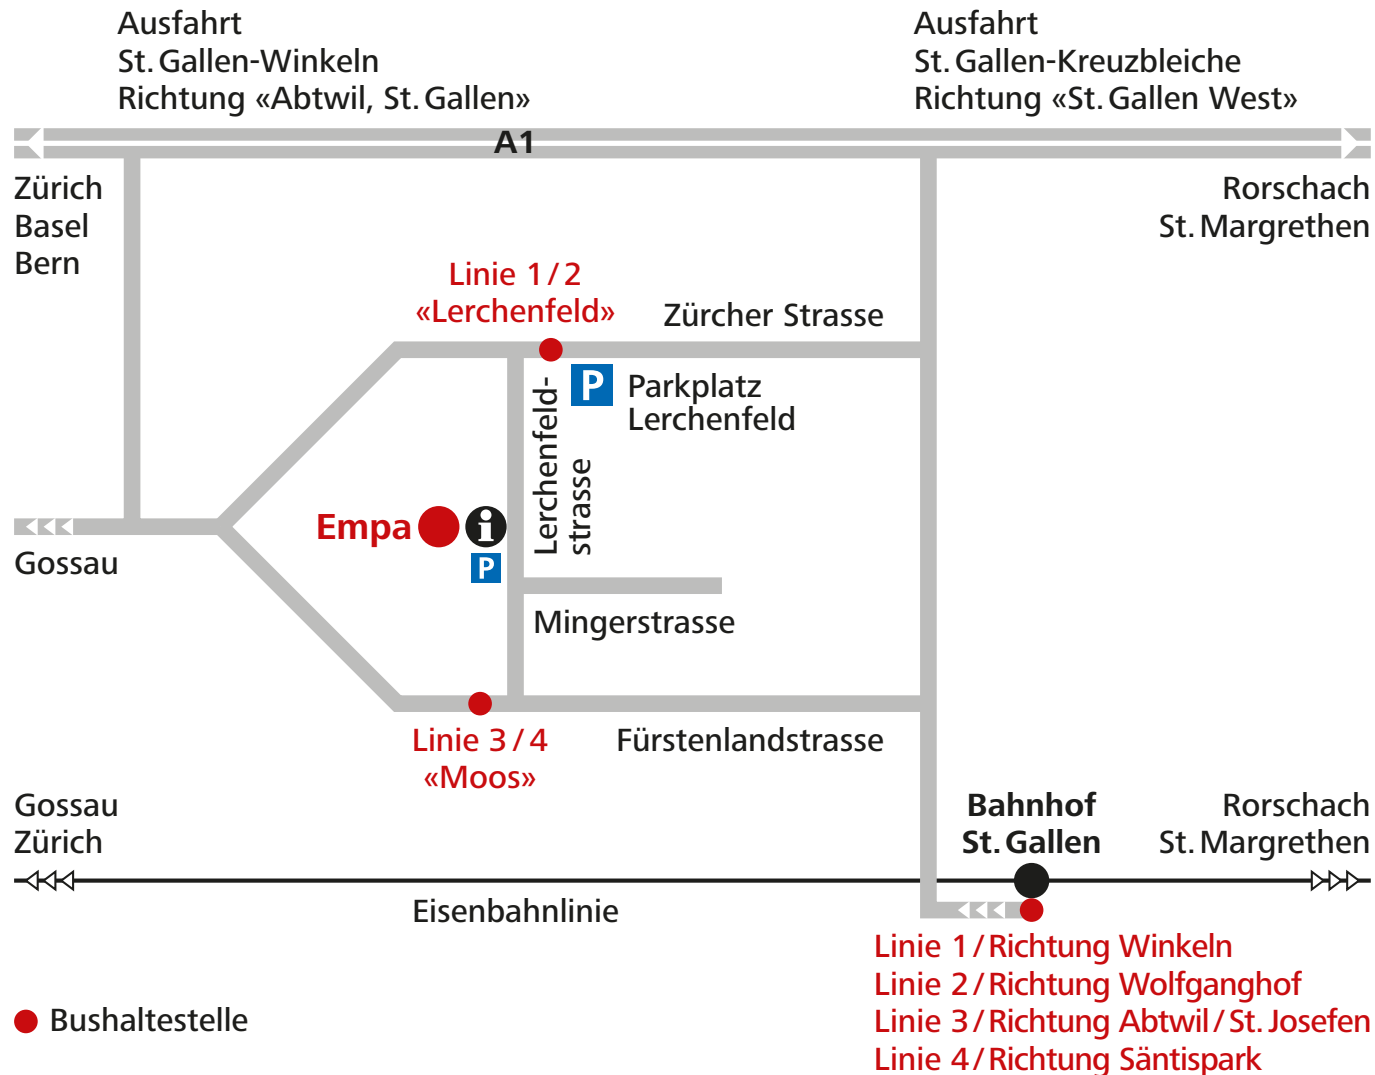 Ausfahrt
St. Gallen-Winkeln
Richtung «Abtwil, St. Gallen»
Ausfahrt
St. Gallen-Kreuzbleiche
Richtung «St. Gallen West»
A1
Zürich
Basel
Bern
Rorschach
St. Margrethen
Linie 1/2
«Lerchenfeld»
Zürcher Strasse
P
Parkplatz
Lerchenfeld
Lerchenfeld-
strasse
Empa
i
P
Gossau
Mingerstrasse
Linie 3/4
«Moos»
Fürstenlandstrasse
Gossau
Zürich
Bahnhof
St. Gallen
Rorschach
St. Margrethen
Eisenbahnlinie
Linie 1/Richtung Winkeln
Linie 2/Richtung Wolfganghof
Linie 3/Richtung Abtwil/St. Josefen
Linie 4/Richtung Säntispark
Bushaltestelle